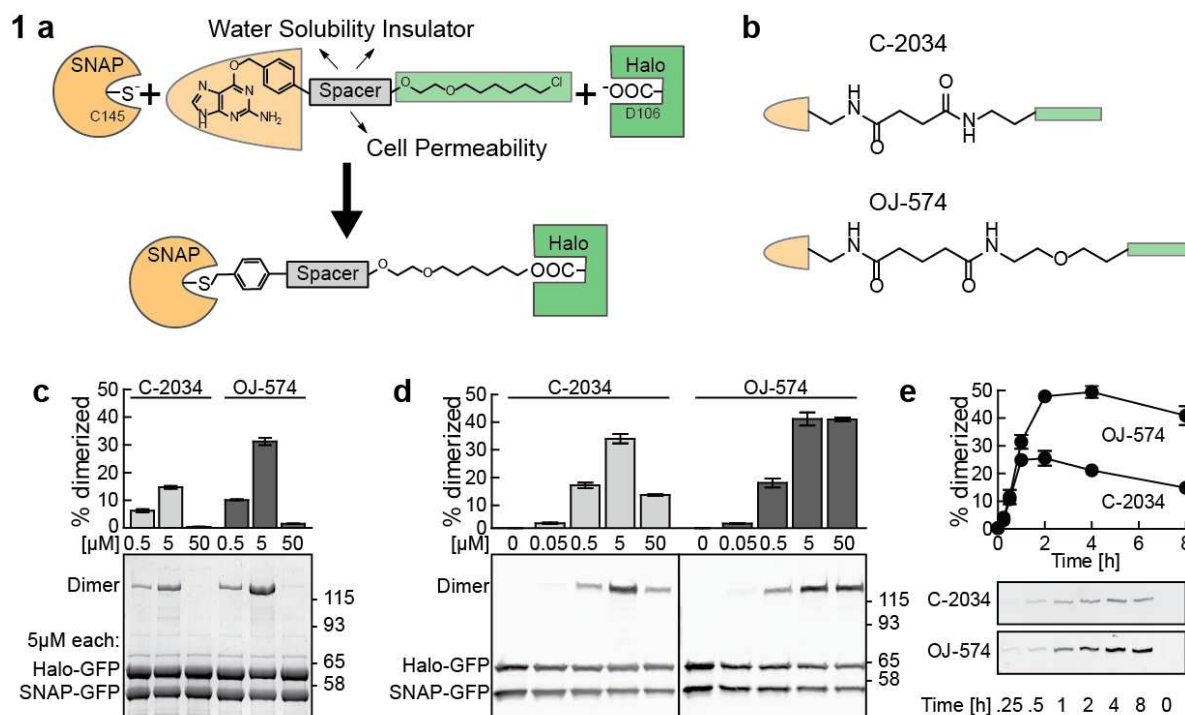 1 a
Water Solubility Insulator
SNAP
S-
C145
+
O
N
N
N
H
N
NH2
Spacer
O
O
Cl
+
Halo
-OOC
D106
Cell Permeability
SNAP
S
Spacer
O
O
OOC
Halo
b
C-2034
H
N
O
O
N
H
OJ-574
H
N
O
O
H
N
O
c
C-2034 OJ-574
% dimerized
50
40
30
20
10
0
[µM] 0.5 5 50 0.5 5 50
Dimer
115
93
5µM each:
65
Halo-GFP
58
SNAP-GFP
d
C-2034 OJ-574
% dimerized
50
40
30
20
10
0
[µM] 0 0.05 0.5 5 50 0 0.05 0.5 5 50
Dimer
115
93
65
Halo-GFP
58
SNAP-GFP
e
% dimerized
50
40
30
20
10
0
OJ-574
C-2034
0 2 4 6 8
Time [h]
C-2034
OJ-574
Time [h] .25 .5 1 2 4 8 0